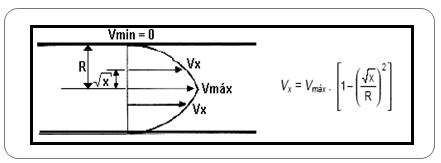 Vmin = 0
R
√x
Vx
Vmáx
Vx
Vx = Vmáx . [1-(√x/R)²]